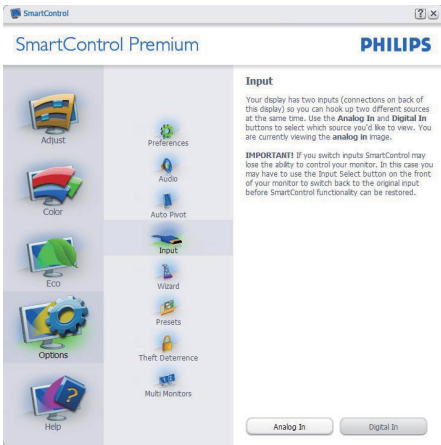 SmartControl
SmartControl Premium
PHILIPS
Adjust
Color
Eco
Options
Help
Preferences
Audio
Auto Pivot
Input
Wizard
Presets
Theft Deterrence
Multi Monitors
Input
Your display has two inputs (connections on back of
this display) so you can hook up two different sources
at the same time. Use the Analog In and Digital In
buttons to select which source you'd like to view. You
are currently viewing the analog in image.
IMPORTANT! If you switch inputs SmartControl may
lose the ability to control your monitor. In this case you
may have to use the Input Select button on the front
of your monitor to switch back to the original input
before SmartControl functionality can be restored.
Analog In
Digital In